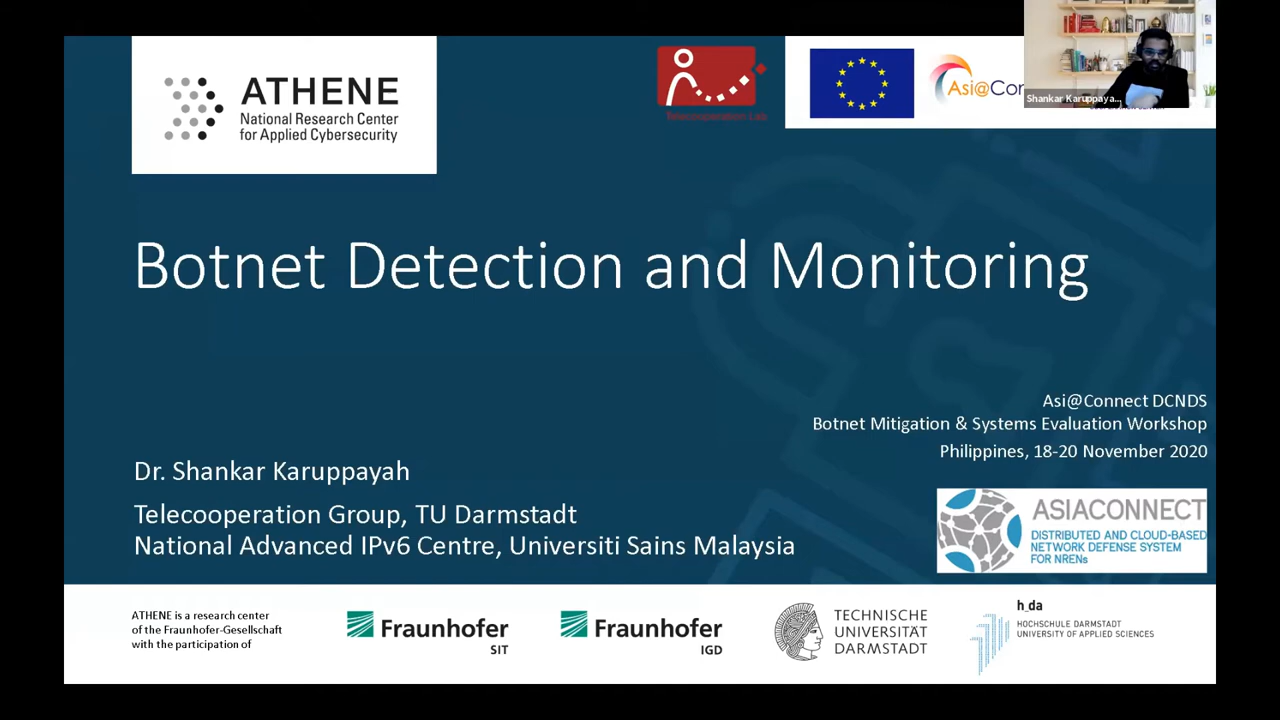 ATHENE
National Research Center
for Applied Cybersecurity
Telecooperation Lab
Asi@Con
Shankar Karuppaya...
Botnet Detection and Monitoring
Asi@Connect DCNDS
Botnet Mitigation & Systems Evaluation Workshop
Philippines, 18-20 November 2020
Dr. Shankar Karuppayah
Telecooperation Group, TU Darmstadt
National Advanced IPv6 Centre, Universiti Sains Malaysia
ASIACONNECT
DISTRIBUTED AND CLOUD-BASED
NETWORK DEFENSE SYSTEM
FOR NRENs
ATHENE is a research center
of the Fraunhofer-Gesellschaft
with the participation of
Fraunhofer
SIT
Fraunhofer
IGD
TECHNISCHE
UNIVERSITÄT
DARMSTADT
h_da
HOCHSCHULE DARMSTADT
UNIVERSITY OF APPLIED SCIENCES